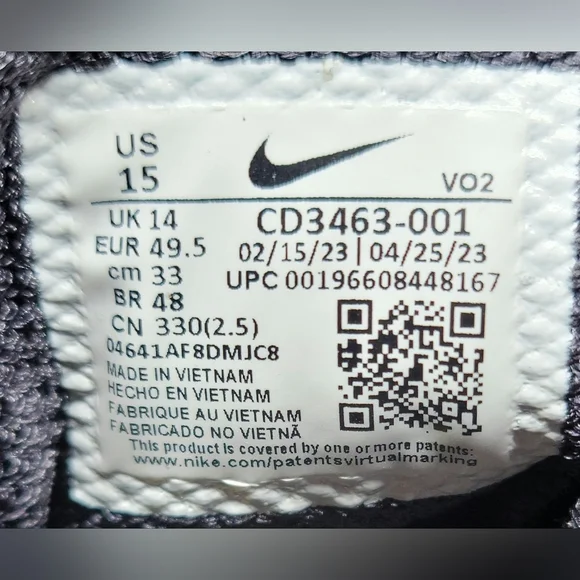 US
15
VO2
UK 14
EUR 49.5
cm 33
BR 48
CN 330(2.5)
04641AF8DMJC8
CD3463-001
02/15/23 | 04/25/23
UPC 00196608448167
MADE IN VIETNAM
HECHO EN VIETNAM
FABRIQUE AU VIETNAM
FABRICADO NO VIETNÃ
This product is covered by one or more patents:
www.nike.com/patentsvirtualmarking